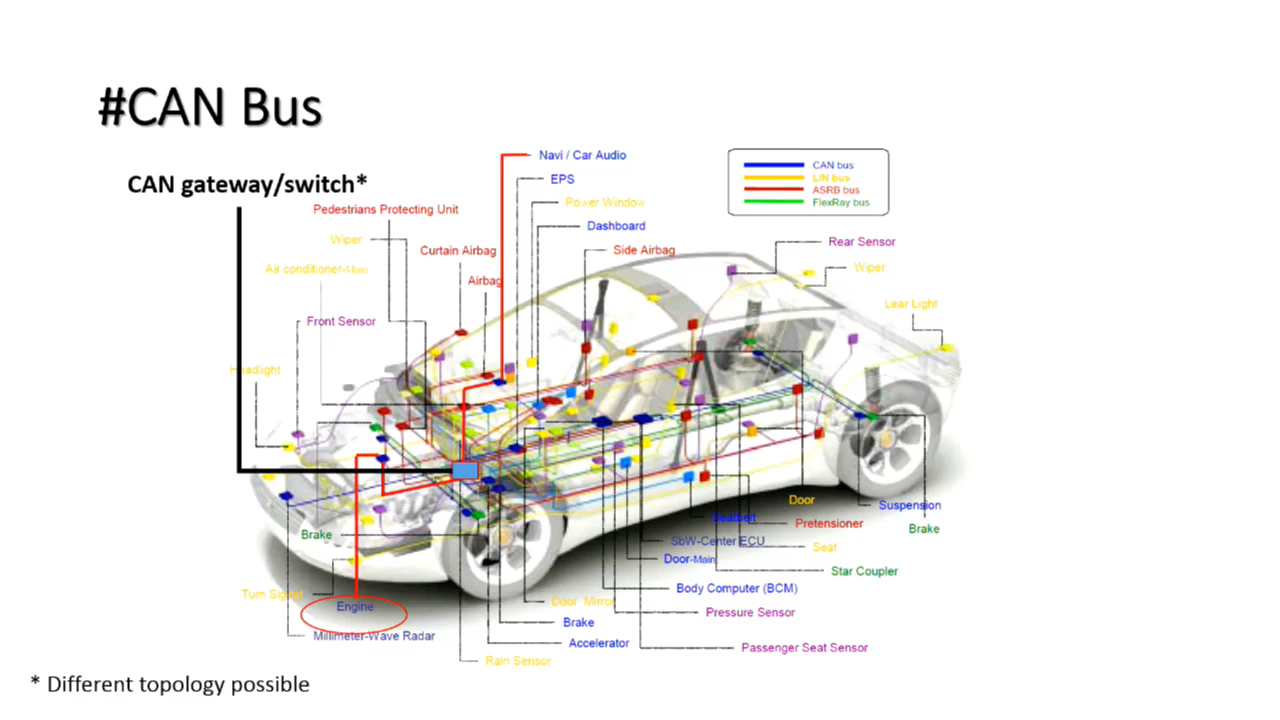 #CAN Bus
CAN gateway/switch*
Navi / Car Audio
EPS
Power Window
Dashboard
Side Airbag
Pedestrians Protecting Unit
Wiper
Curtain Airbag
Air conditioner-Main
Airbag
Front Sensor
Headlight
CAN bus
LIN bus
ASRB bus
FlexRay bus
Rear Sensor
Wiper
Lear Light
Door
Suspension
Seatbelt
Pretensioner
Brake
Brake
SbW-Center ECU
Seat
Door-Main
Star Coupler
Body Computer (BCM)
Turn Signal
Engine
Door Mirror
Pressure Sensor
Brake
Millimeter-Wave Radar
Accelerator
Passenger Seat Sensor
Rain Sensor
* Different topology possible